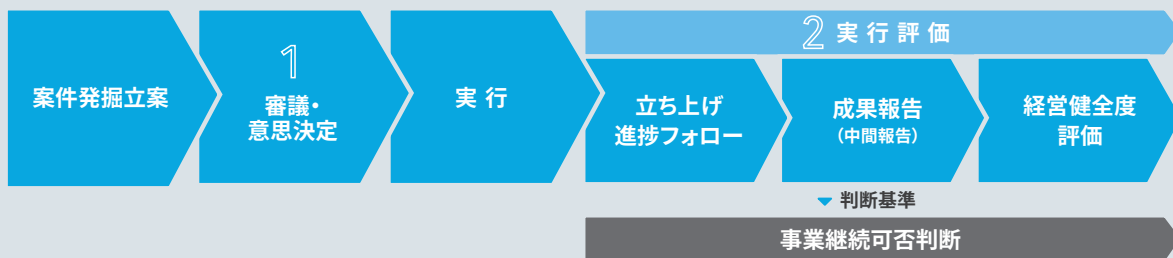 案件発掘立案
1
審議・
意思決定
実行
2 実行評価
立ち上げ
進捗フォロー
成果報告
（中間報告）
経営健全度
評価
判断基準
事業継続可否判断